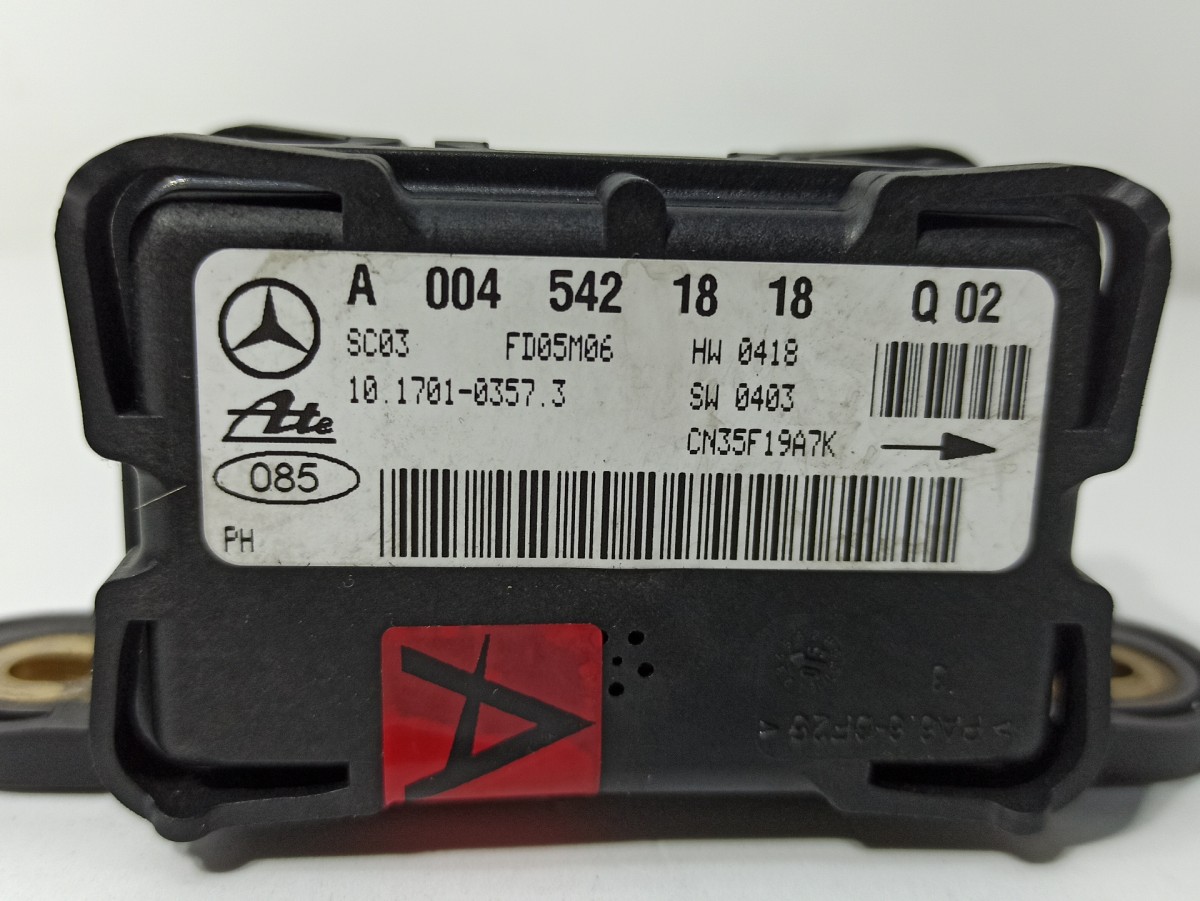 A 004 542 18 18 Q 02
SC03 FD05M06 HW 0418
10.1701-0357.3 SW 0403
Ate
CN35F19A7K
085
PH
A